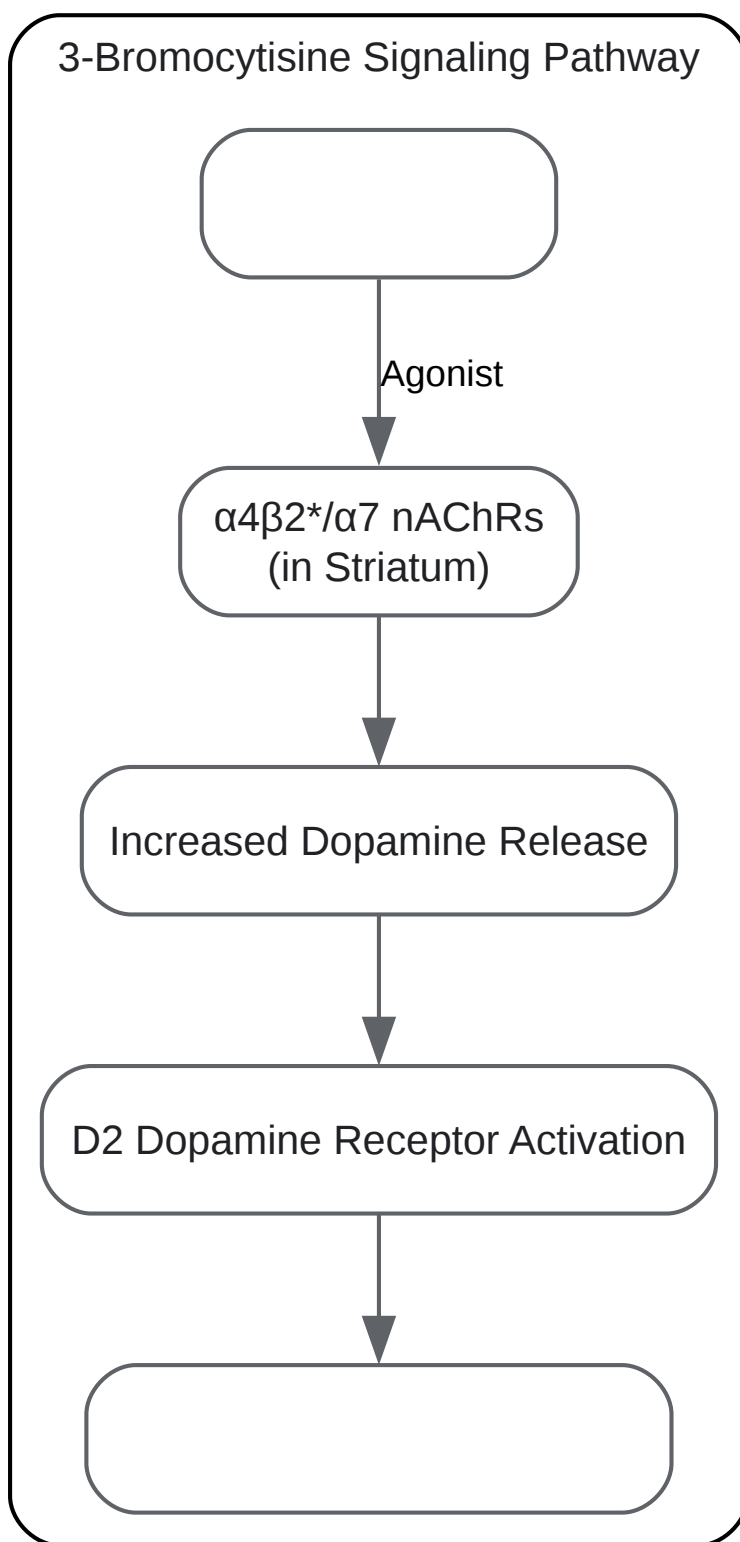 3-Bromocytisine Signaling Pathway
Agonist
α4β2*/α7 nAChRs
(in Striatum)
Increased Dopamine Release
D2 Dopamine Receptor Activation